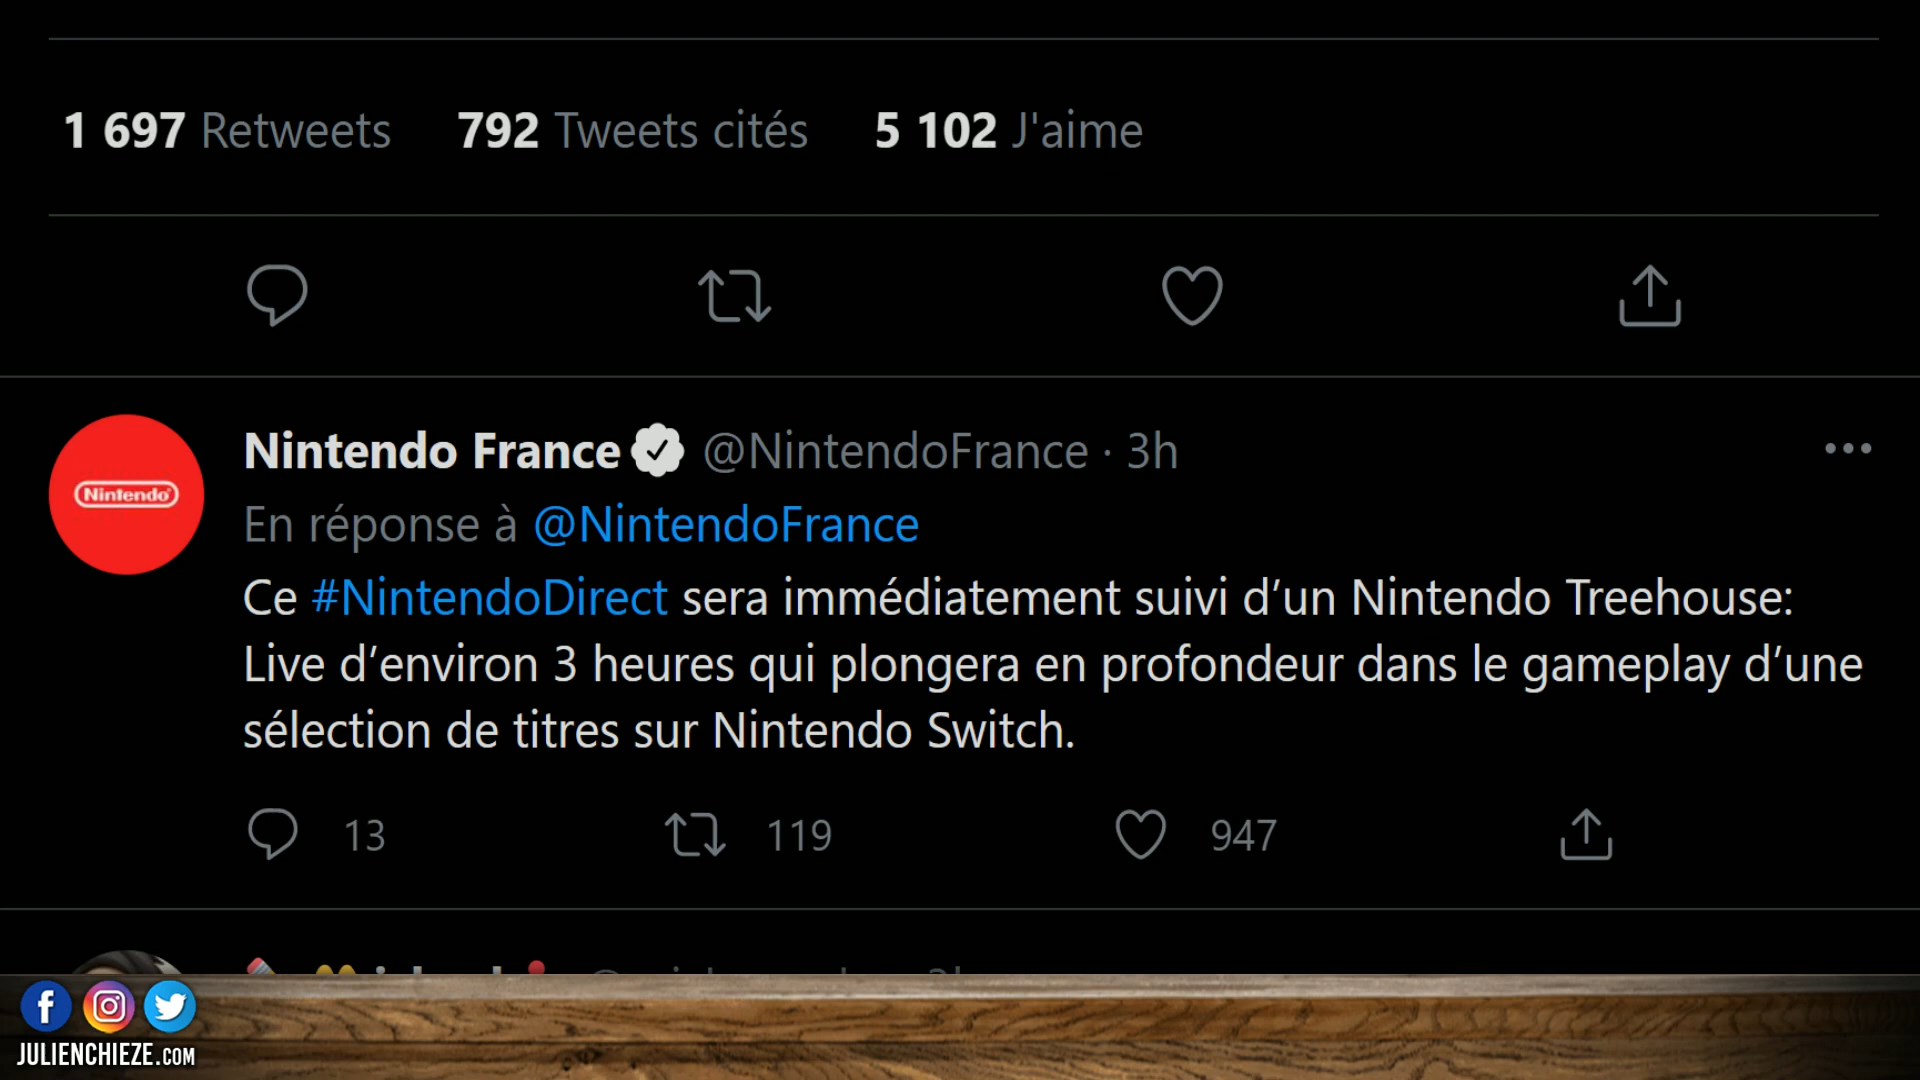 1 697 Retweets 792 Tweets cités 5 102 J'aime
Nintendo
Nintendo France @NintendoFrance · 3h
En réponse à @NintendoFrance
Ce #NintendoDirect sera immédiatement suivi d’un Nintendo Treehouse:
Live d’environ 3 heures qui plongera en profondeur dans le gameplay d’une
sélection de titres sur Nintendo Switch.
13 119 947
JULIENCHIEZE.COM